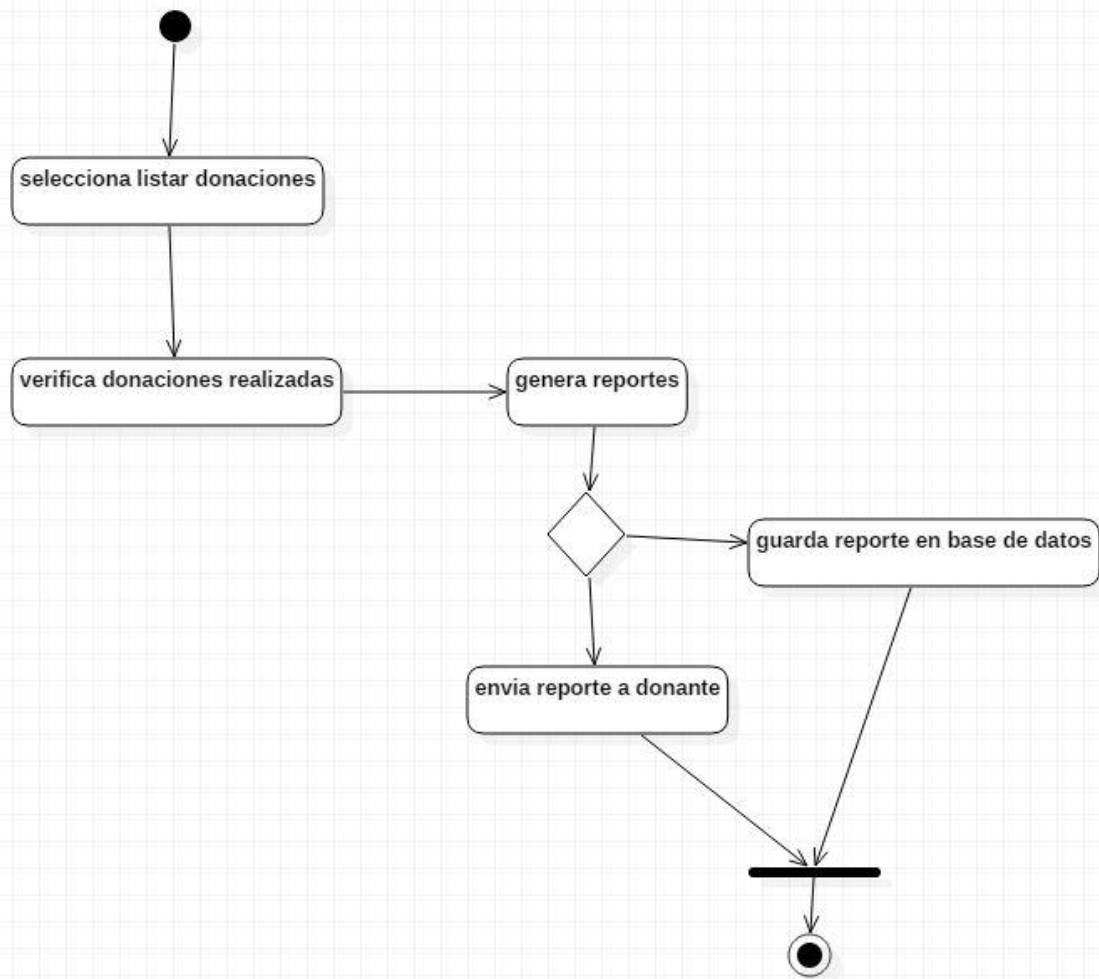 selecciona listar donaciones
verifica donaciones realizadas
genera reportes
guarda reporte en base de datos
envia reporte a donante